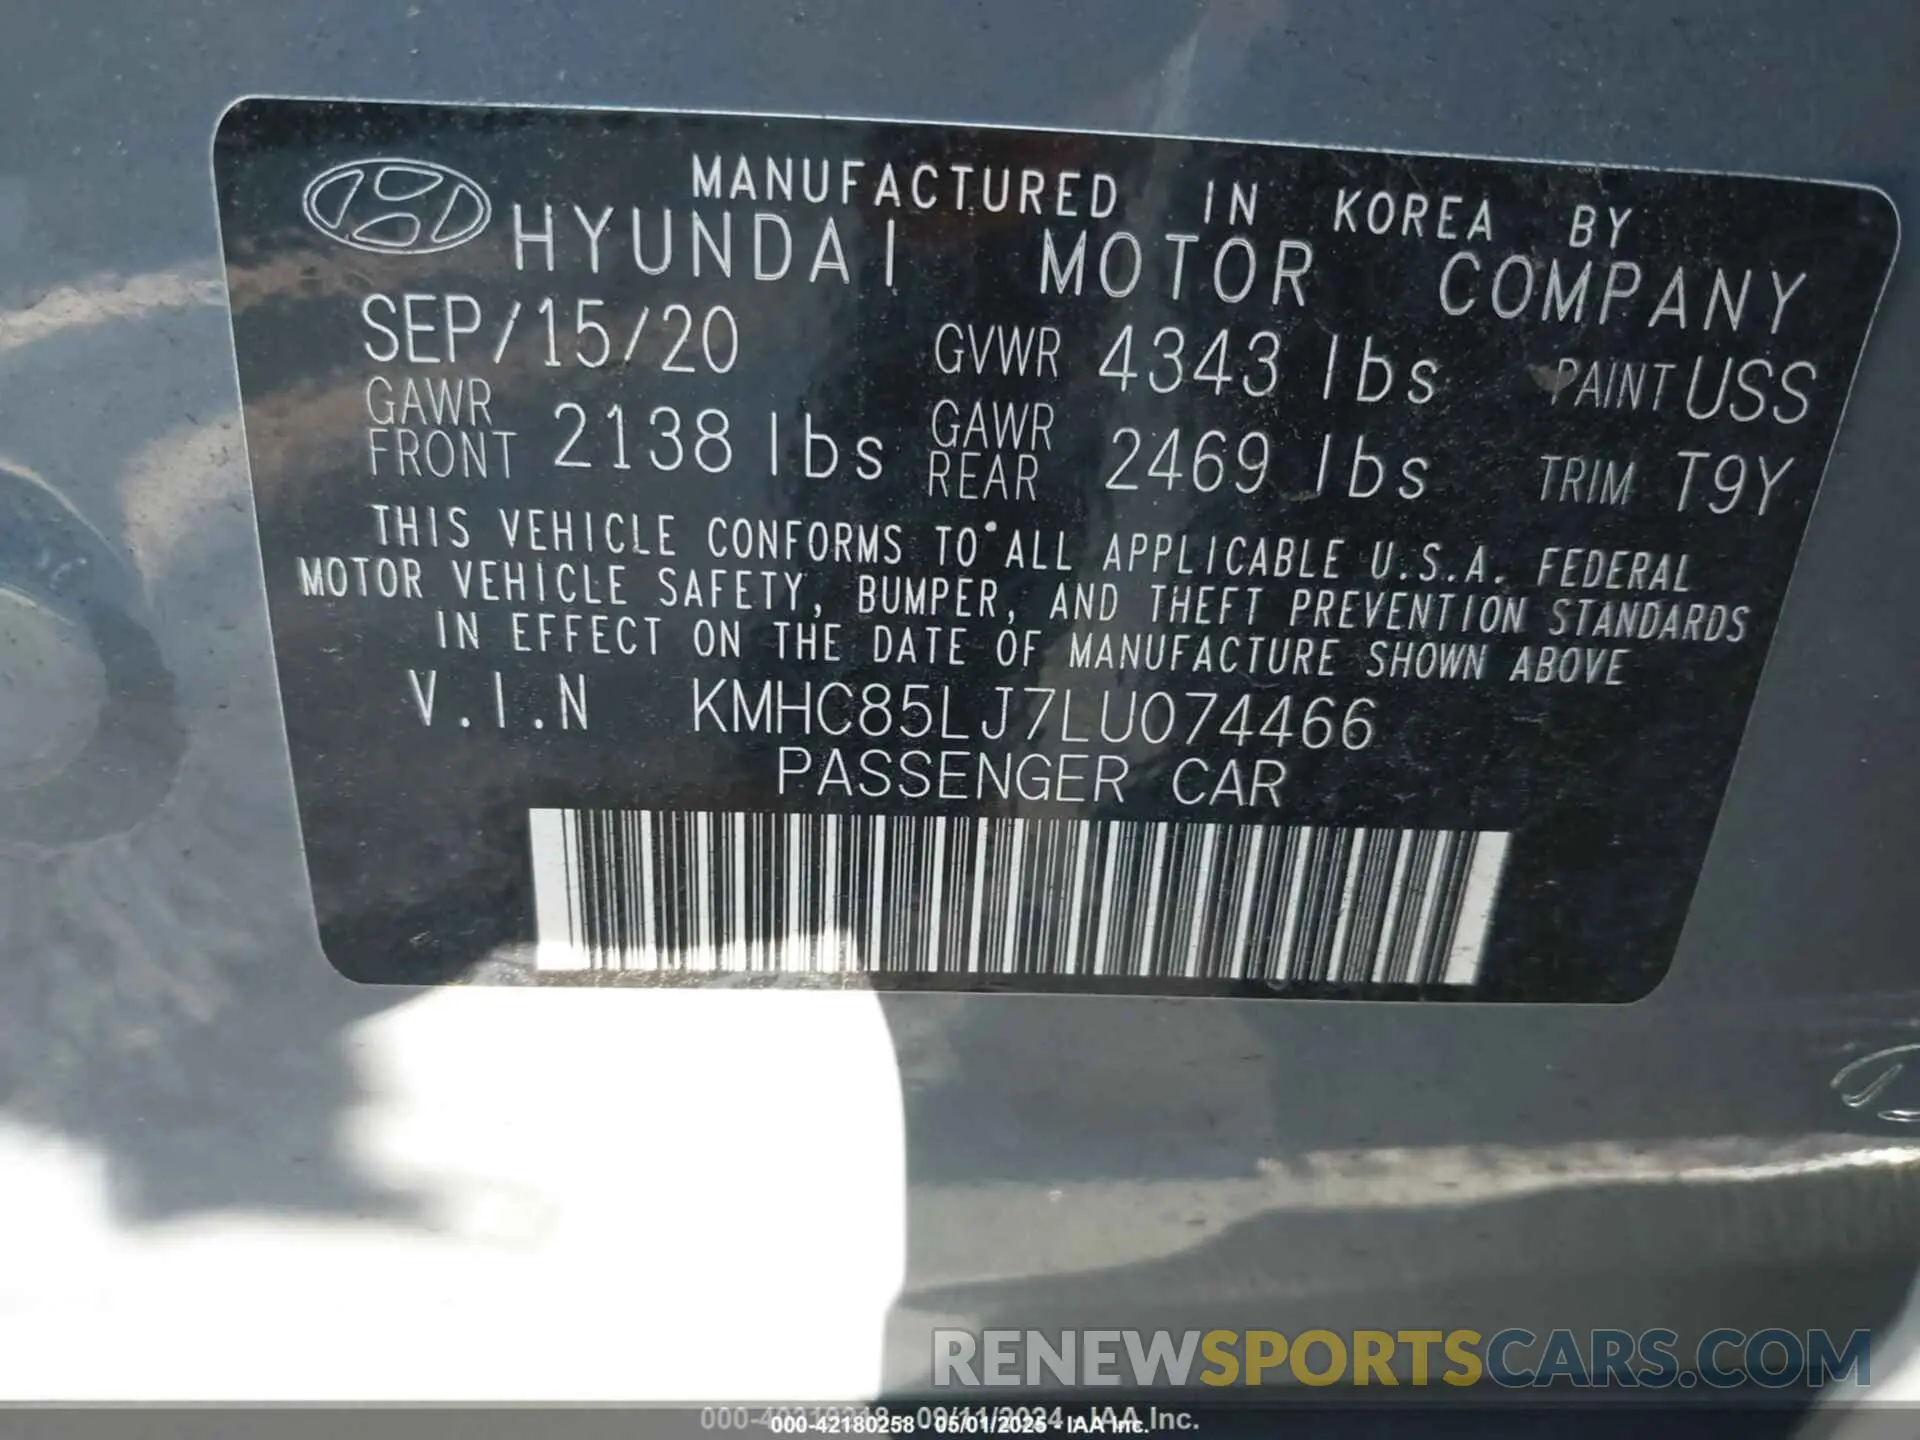 MANUFACTURED IN KOREA BY
HYUNDAI MOTOR COMPANY
SEP/15/20 GVWR 4343 lbs PAINT USS
GAWR FRONT 2138 lbs GAWR REAR 2469 lbs TRIM T9Y
THIS VEHICLE CONFORMS TO ALL APPLICABLE U.S.A. FEDERAL
MOTOR VEHICLE SAFETY, BUMPER, AND THEFT PREVENTION STANDARDS
IN EFFECT ON THE DATE OF MANUFACTURE SHOWN ABOVE
V.I.N KMHC85LJ7LU074466
PASSENGER CAR
RENEWSPORTSCARS.COM
000-42180258 - 05/01/2025 - IAA Inc.